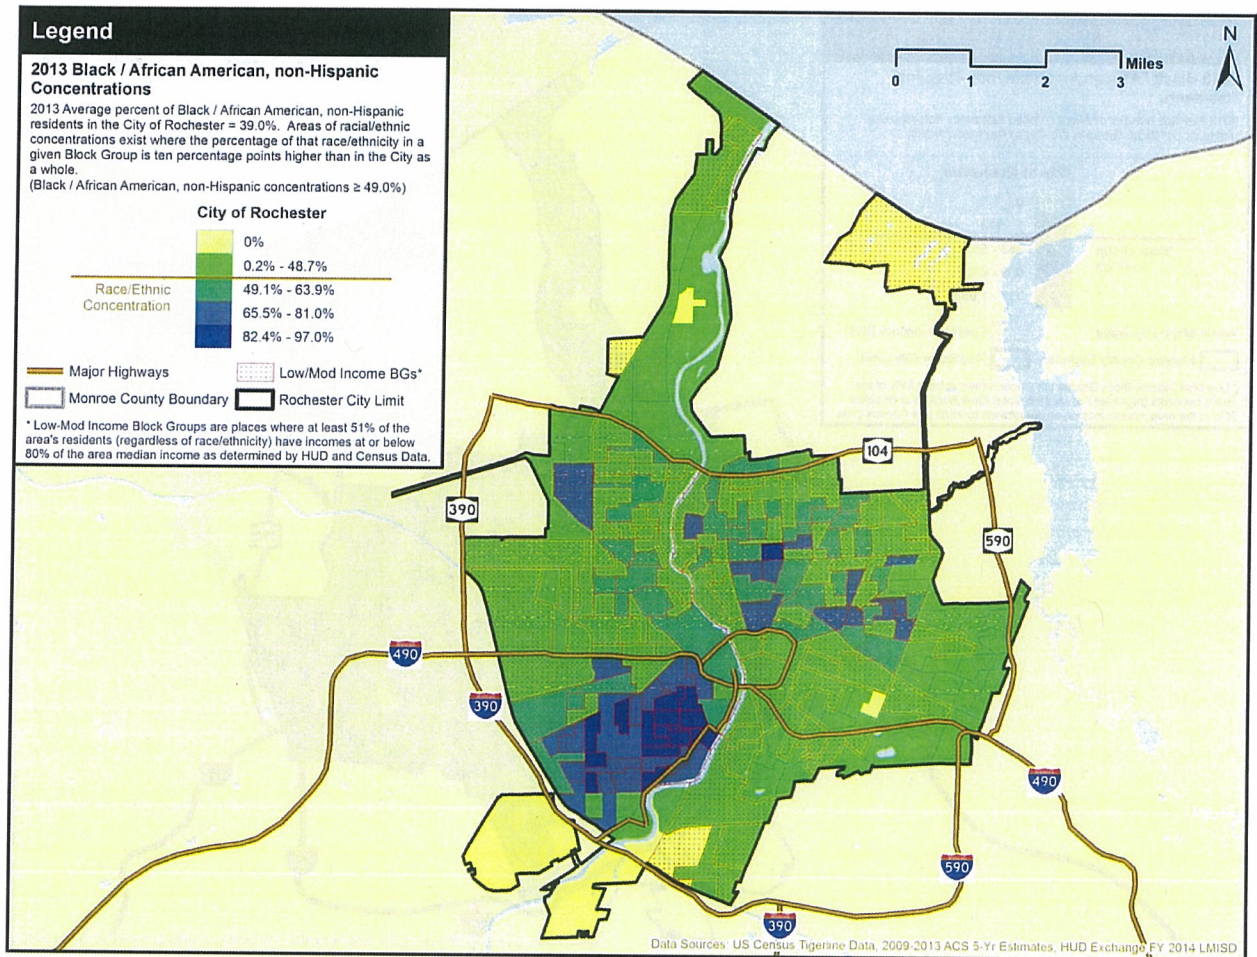 Legend
2013 Black / African American, non-Hispanic
Concentrations
2013 Average percent of Black / African American, non-Hispanic
residents in the City of Rochester = 39.0%. Areas of racial/ethnic
concentrations exist where the percentage of that race/ethnicity in a
given Block Group is ten percentage points higher than in the City as
a whole.
(Black / African American, non-Hispanic concentrations ≥ 49.0%)
City of Rochester
0%
0.2% - 48.7%
Race/Ethnic
Concentration
49.1% - 63.9%
65.5% - 81.0%
82.4% - 97.0%
Major Highways
Low/Mod Income BGs*
Monroe County Boundary
Rochester City Limit
* Low-Mod Income Block Groups are places where at least 51% of the
area's residents (regardless of race/ethnicity) have incomes at or below
80% of the area median income as determined by HUD and Census Data.
N
Miles
0 1 2 3
104
390
590
490
390
490
590
390
Data Sources: US Census Tigerline Data, 2009-2013 ACS 5-Yr Estimates, HUD Exchange FY 2014 LMISD